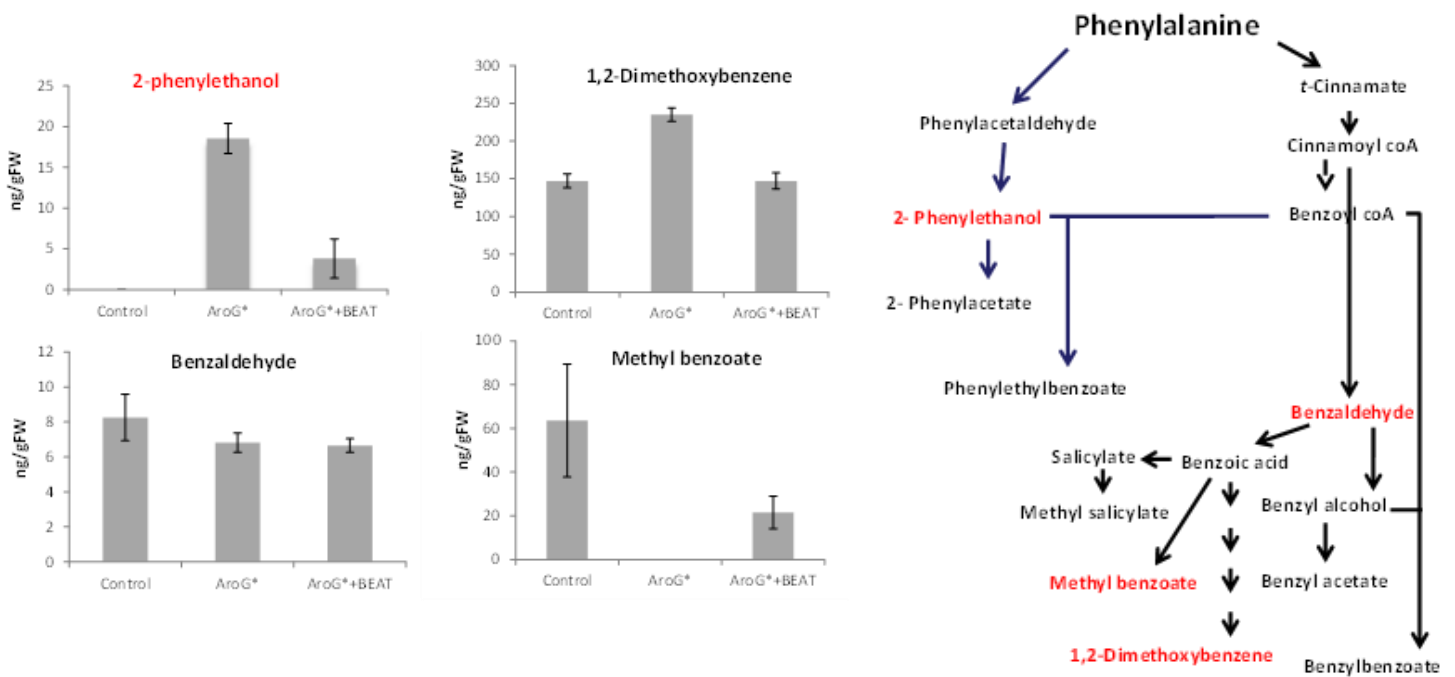 2-phenylethanol
25
20
15
10
5
0
ng/gFW
Control AroG* AroG*+BEAT
1,2-Dimethoxybenzene
300
250
200
150
100
50
0
ng/gFW
Control AroG* AroG*+BEAT
Benzaldehyde
12
10
8
6
4
2
0
ng/gFW
Control AroG* AroG*+BEAT
Methyl benzoate
100
80
60
40
20
0
ng/gFW
Control AroG* AroG*+BEAT
Phenylalanine
t-Cinnamate
Phenylacetaldehyde
Cinnamoyl coA
2- Phenylethanol
Benzoyl coA
2- Phenylacetate
Phenylethylbenzoate
Benzaldehyde
Salicylate
Benzoic acid
Methyl salicylate
Benzyl alcohol
Methyl benzoate
Benzyl acetate
1,2-Dimethoxybenzene
Benzylbenzoate